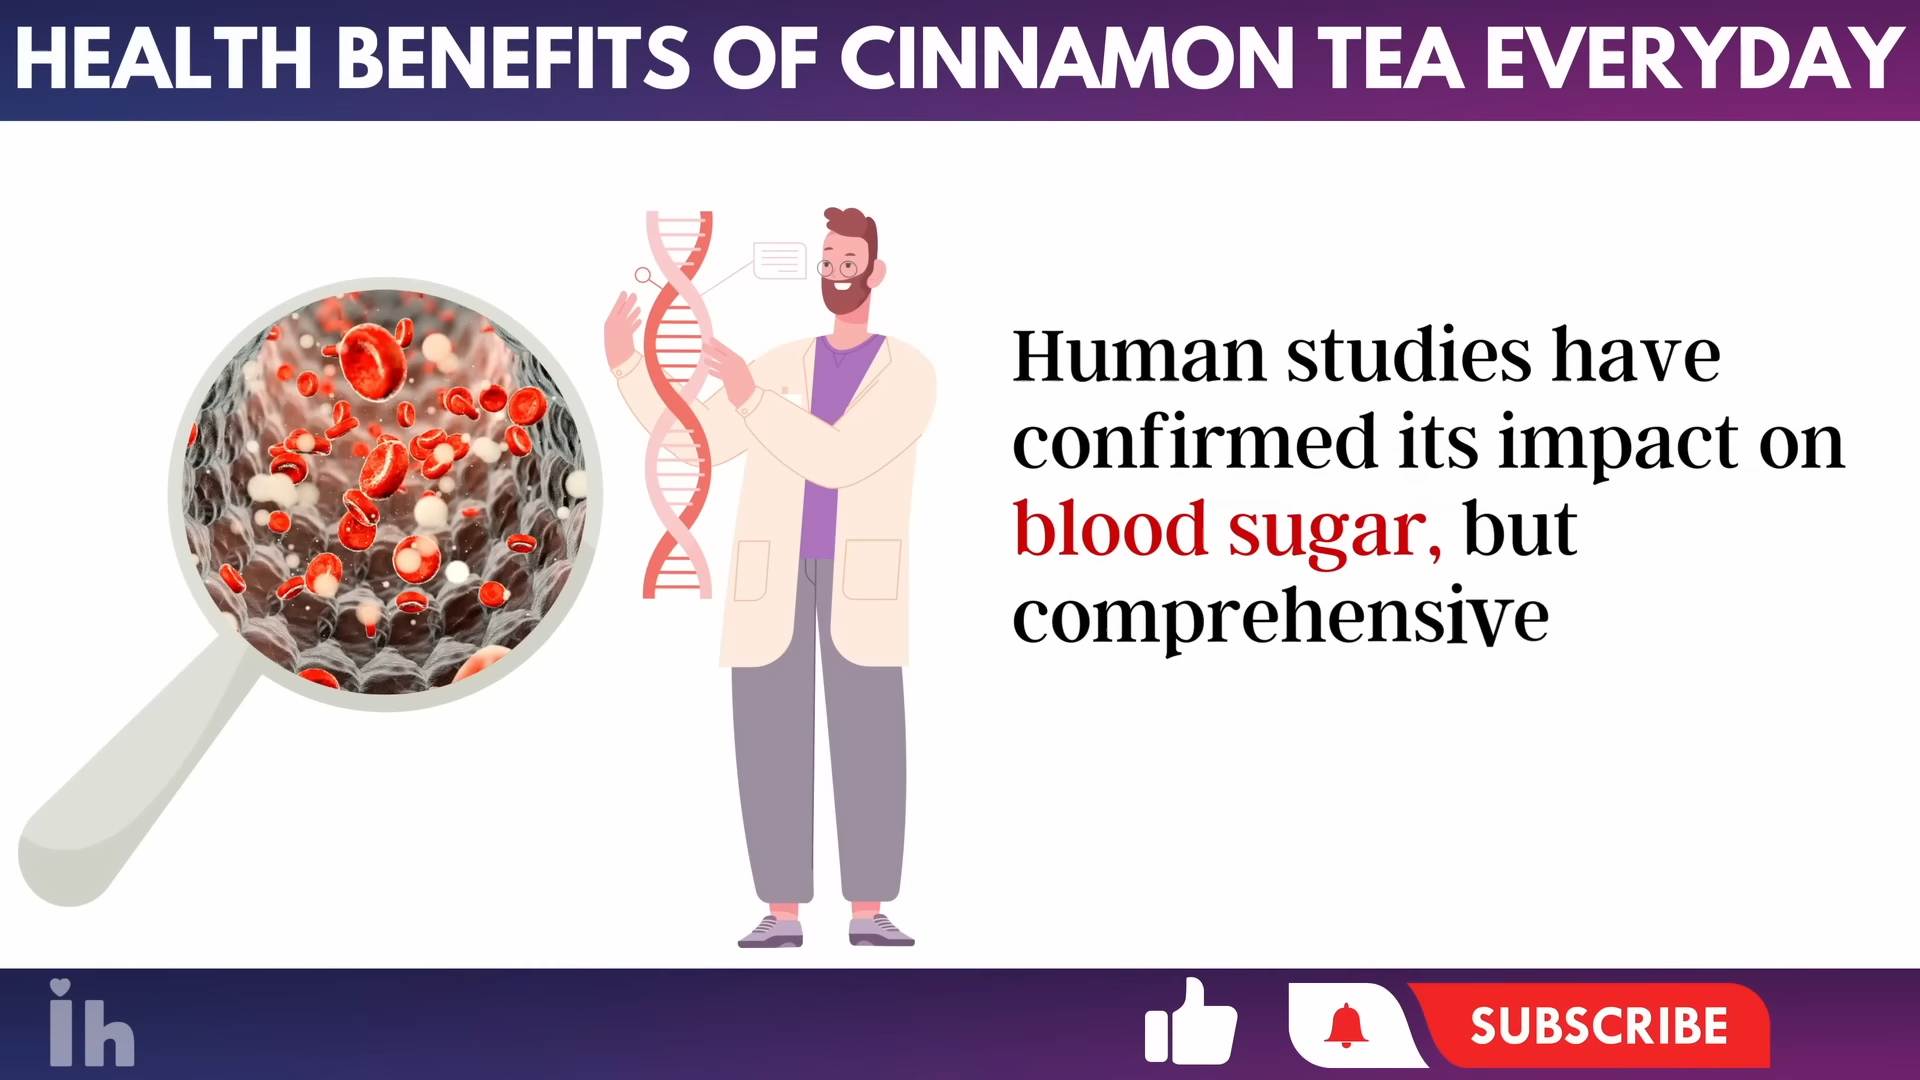 HEALTH BENEFITS OF CINNAMON TEA EVERYDAY
Human studies have
confirmed its impact on
blood sugar, but
comprehensive
ih
SUBSCRIBE